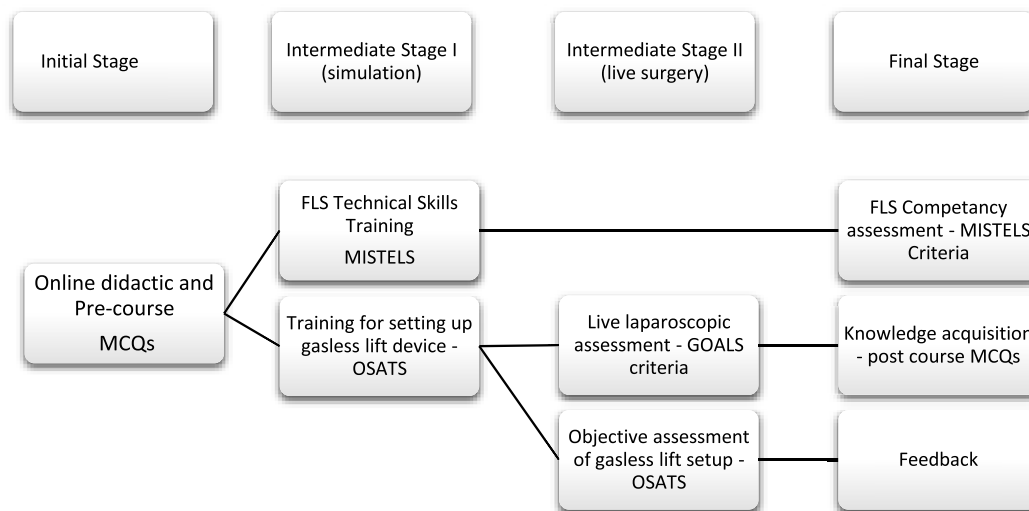 Initial Stage
Intermediate Stage I
(simulation)
Intermediate Stage II
(live surgery)
Final Stage
Online didactic and
Pre-course
MCQs
FLS Technical Skills
Training
MISTELS
Training for setting up
gasless lift device -
OSATS
Live laparoscopic
assessment - GOALS
criteria
Objective assessment
of gasless lift setup -
OSATS
FLS Competancy
assessment - MISTELS
Criteria
Knowledge acquisition
- post course MCQs
Feedback